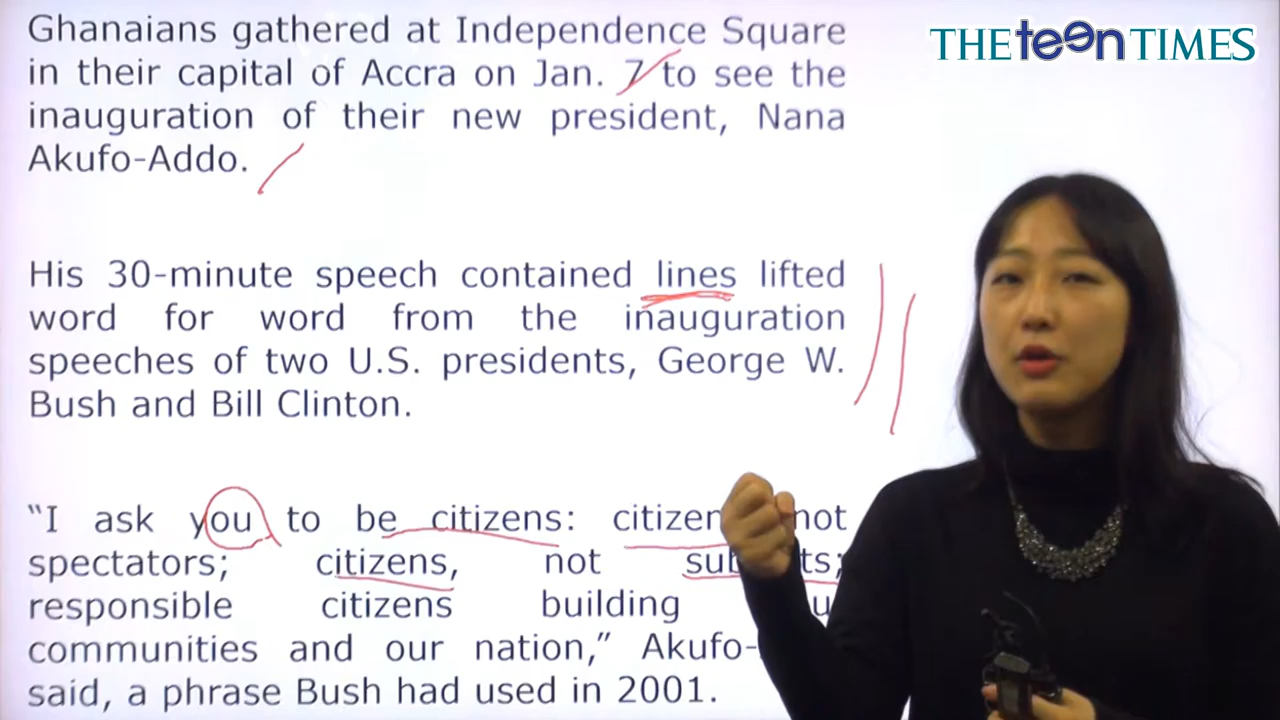 THE teen TIMES
Ghanaians gathered at Independence Square
in their capital of Accra on Jan. 7 to see the
inauguration of their new president, Nana
Akufo-Addo.
His 30-minute speech contained lines lifted
word for word from the inauguration
speeches of two U.S. presidents, George W.
Bush and Bill Clinton.
“I ask you to be citizens: not
spectators; citizens, not
responsible citizens building
communities and our nation,” Akufo-
said, a phrase Bush had used in 2001.